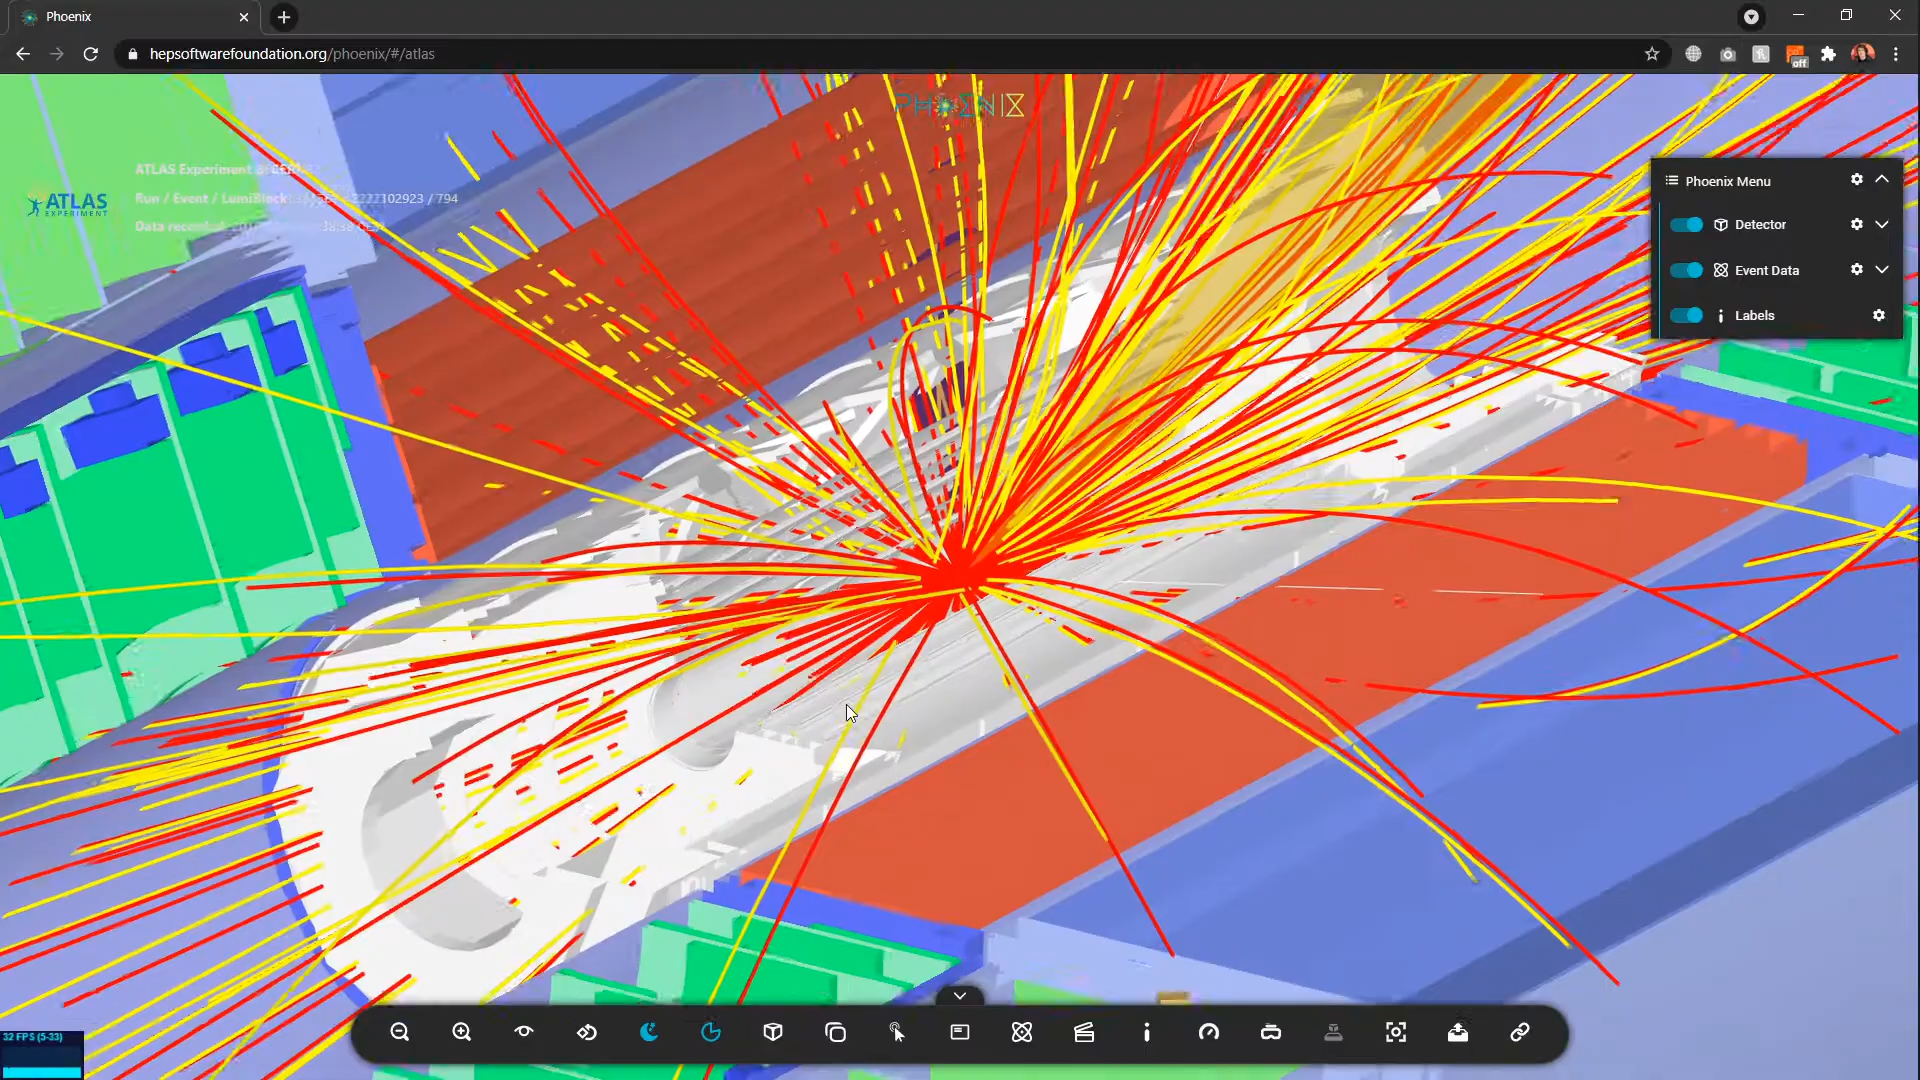 Phoenix
hepsoftwarefoundation.org/phoenix/#/atlas
off
PHOENIX
ATLAS
EXPERIMENT
ATLAS Experiment
Run / Event / LumiBlock: 2222102923 / 794
Data
Phoenix Menu
Detector
Event Data
Labels
32 FPS (5-33)